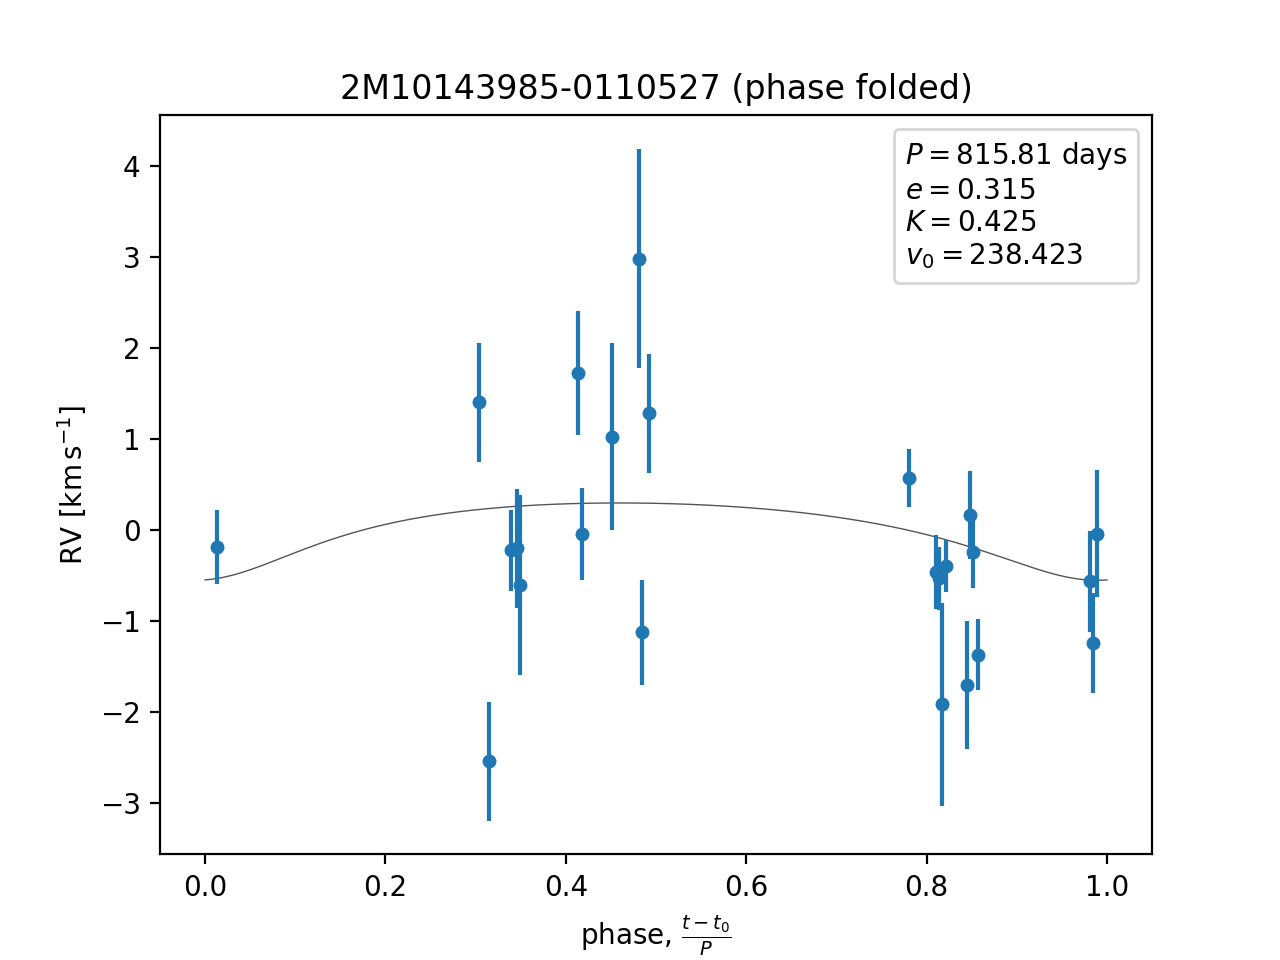 2M10143985-0110527 (phase folded)
P = 815.81 days
e = 0.315
K = 0.425
v₀ = 238.423
4
3
2
1
0
−1
−2
−3
RV [km s⁻¹]
0.0 0.2 0.4 0.6 0.8 1.0
phase, (t − t₀)/P